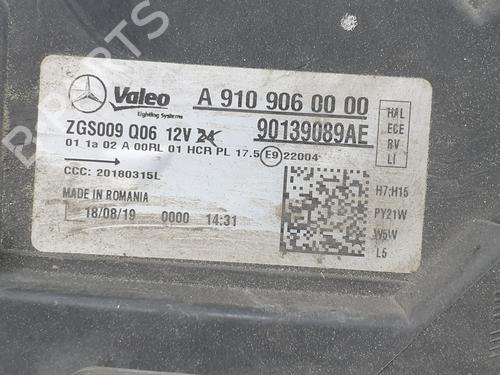 PARTS
Valeo
Lighting Systems
A 910 906 00 00
ZGS009 Q06 12V 24
90139089AE
HAL
ECE
RV
LI
01 1a 02 A 00RL 01 HCR PL 17.5 E9 22004
CCC: 20180315L
H7;H15
MADE IN ROMANIA
PY21W
18/08/19 0000 14:31
W5W
L5